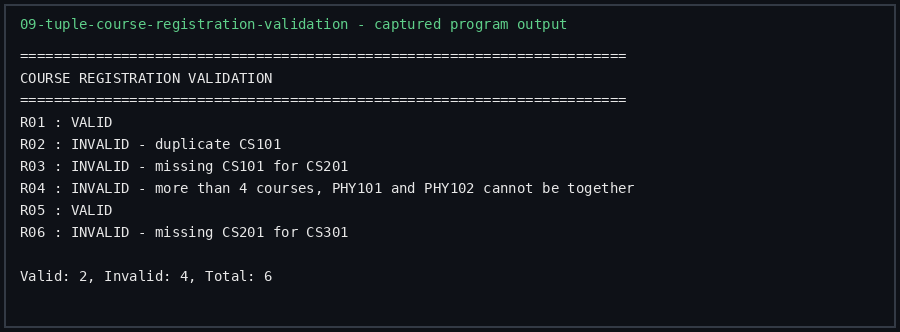 09-tuple-course-registration-validation - captured program output
========================================================================
COURSE REGISTRATION VALIDATION
========================================================================
R01 : VALID
R02 : INVALID - duplicate CS101
R03 : INVALID - missing CS101 for CS201
R04 : INVALID - more than 4 courses, PHY101 and PHY102 cannot be together
R05 : VALID
R06 : INVALID - missing CS201 for CS301
Valid: 2, Invalid: 4, Total: 6